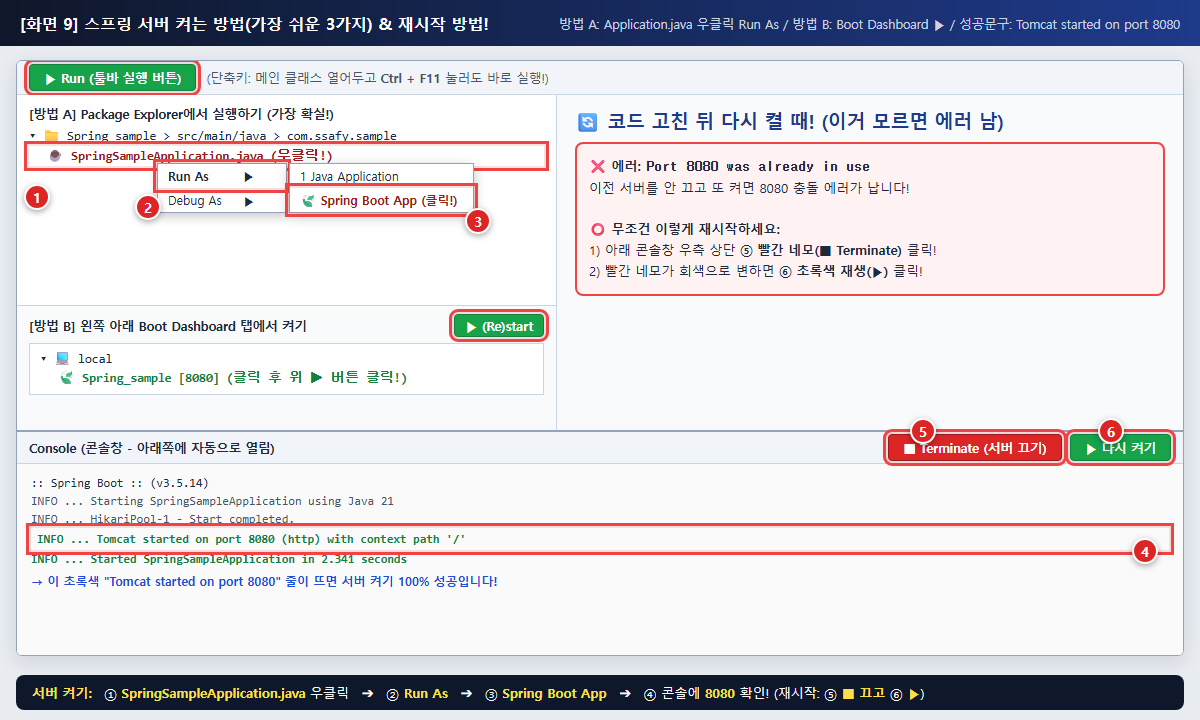 [화면 9] 스프링 서버 켜는 방법(가장 쉬운 3가지) & 재시작 방법!
방법 A: Application.java 우클릭 Run As / 방법 B: Boot Dashboard ▶ / 성공문구: Tomcat started on port 8080
▶ Run (툴바 실행 버튼)
(단축키: 메인 클래스 열어두고 Ctrl + F11 눌러도 바로 실행!)
[방법 A] Package Explorer에서 실행하기 (가장 확실!)
▾ Spring_sample > src/main/java > com.ssafy.sample
SpringSampleApplication.java (우클릭!)
Run As ▶
1 Java Application
Debug As ▶
Spring Boot App (클릭!)
1
2
3
[방법 B] 왼쪽 아래 Boot Dashboard 탭에서 켜기
▶ (Re)start
▾ local
Spring_sample [8080] (클릭 후 위 ▶ 버튼 클릭!)
🔄 코드 고친 뒤 다시 켤 때! (이거 모르면 에러 남)
❌ 에러: Port 8080 was already in use
이전 서버를 안 끄고 또 켜면 8080 충돌 에러가 납니다!
⭕ 무조건 이렇게 재시작하세요:
1) 아래 콘솔창 우측 상단 ⑤ 빨간 네모(■ Terminate) 클릭!
2) 빨간 네모가 회색으로 변하면 ⑥ 초록색 재생(▶) 클릭!
Console (콘솔창 - 아래쪽에 자동으로 열림)
5
■ Terminate (서버 끄기)
6
▶ 다시 켜기
:: Spring Boot :: (v3.5.14)
INFO ... Starting SpringSampleApplication using Java 21
INFO ... HikariPool-1 - Start completed.
INFO ... Tomcat started on port 8080 (http) with context path '/'
4
INFO ... Started SpringSampleApplication in 2.341 seconds
→ 이 초록색 "Tomcat started on port 8080" 줄이 뜨면 서버 켜기 100% 성공입니다!
서버 켜기: ① SpringSampleApplication.java 우클릭 ➔ ② Run As ➔ ③ Spring Boot App ➔ ④ 콘솔에 8080 확인! (재시작: ⑤ ■ 끄고 ⑥ ▶)